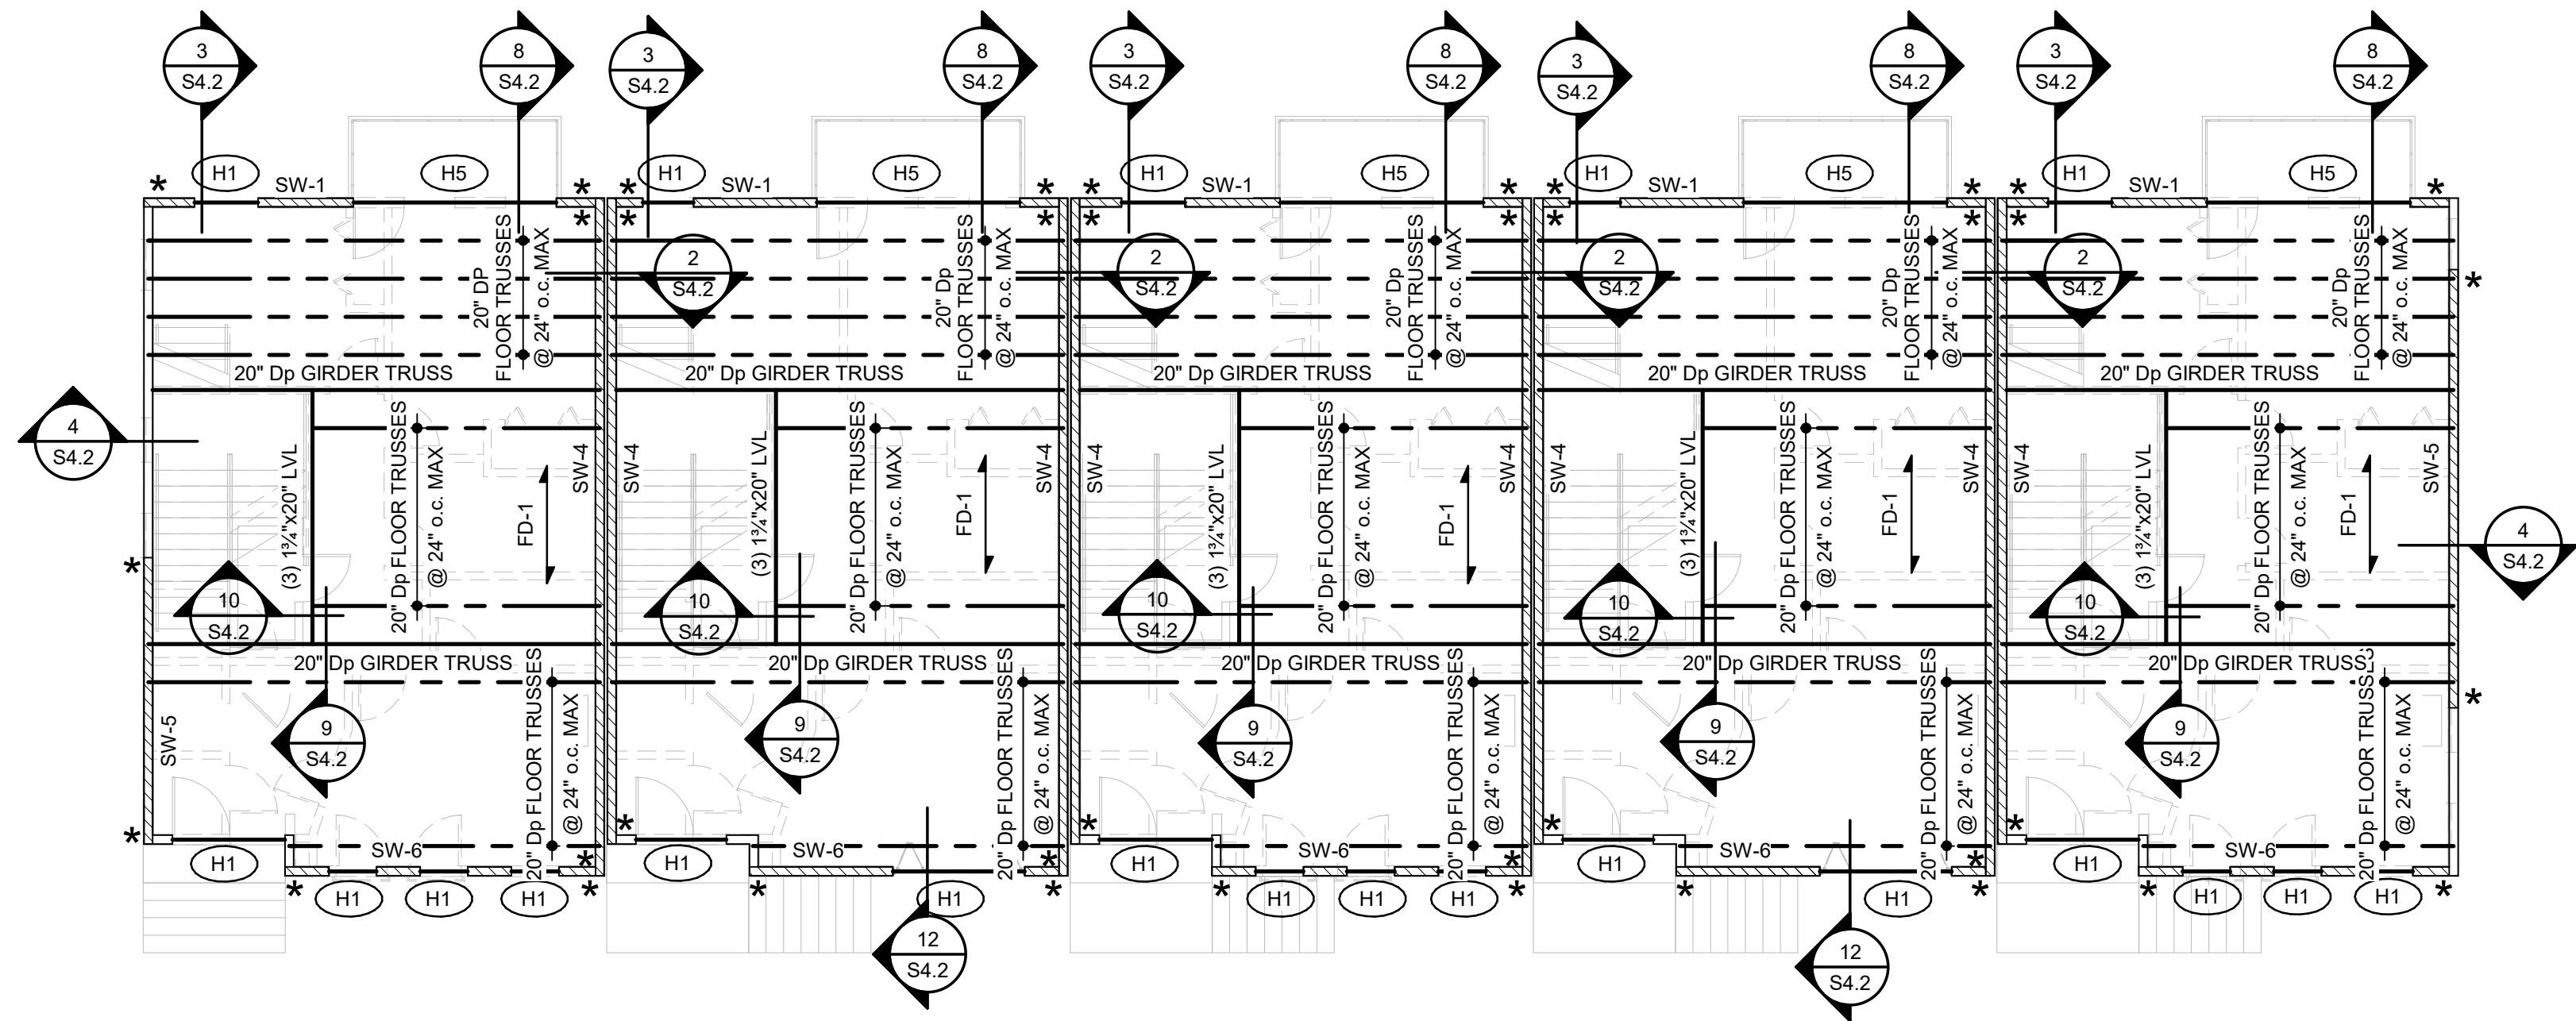 3
S4.2
8
S4.2
3
S4.2
8
S4.2
3
S4.2
8
S4.2
3
S4.2
8
S4.2
3
S4.2
8
S4.2
* H1 SW-1 H5 *
* H1 SW-1 H5 *
* H1 SW-1 H5 *
* H1 SW-1 H5 *
* H1 SW-1 H5 *
* * * * * * * *
20" DP
FLOOR TRUSSES
@ 24" o.c. MAX
2
S4.2
20" Dp
FLOOR TRUSSES
@ 24" o.c. MAX
2
S4.2
20" Dp
FLOOR TRUSSES
@ 24" o.c. MAX
2
S4.2
20" Dp
FLOOR TRUSSES
@ 24" o.c. MAX
2
S4.2
20" Dp
FLOOR TRUSSES
@ 24" o.c. MAX
*
20" Dp GIRDER TRUSS
20" Dp GIRDER TRUSS
20" Dp GIRDER TRUSS
20" Dp GIRDER TRUSS
20" Dp GIRDER TRUSS
4
S4.2
(3) 1¾"x20" LVL
20" Dp FLOOR TRUSSES
@ 24" o.c. MAX
FD-1
SW-4
SW-4
(3) 1¾"x20" LVL
20" Dp FLOOR TRUSSES
@ 24" o.c. MAX
FD-1
SW-4
SW-4
(3) 1¾"x20" LVL
20" Dp FLOOR TRUSSES
@ 24" o.c. MAX
FD-1
SW-4
SW-4
(3) 1¾"x20" LVL
20" Dp FLOOR TRUSSES
@ 24" o.c. MAX
FD-1
SW-4
SW-4
(3) 1¾"x20" LVL
20" Dp FLOOR TRUSSES
@ 24" o.c. MAX
FD-1
SW-5
4
S4.2
*
10
S4.2
10
S4.2
10
S4.2
10
S4.2
10
S4.2
20" Dp GIRDER TRUSS
20" Dp GIRDER TRUSS
20" Dp GIRDER TRUSS
20" Dp GIRDER TRUSS
20" Dp GIRDER TRUSS
*
SW-5
9
S4.2
20" Dp FLOOR TRUSSES
@ 24" o.c. MAX
9
S4.2
20" Dp FLOOR TRUSSES
@ 24" o.c. MAX
9
S4.2
20" Dp FLOOR TRUSSES
@ 24" o.c. MAX
9
S4.2
20" Dp FLOOR TRUSSES
@ 24" o.c. MAX
9
S4.2
20" Dp FLOOR TRUSSES
@ 24" o.c. MAX
* * * * *
H1 SW-6 *
H1 SW-6 *
H1 SW-6 *
H1 SW-6 *
H1 SW-6
* H1 H1 H1 *
* H1 *
* H1 H1 H1 *
* H1 *
* H1 H1 H1 *
12
S4.2
12
S4.2